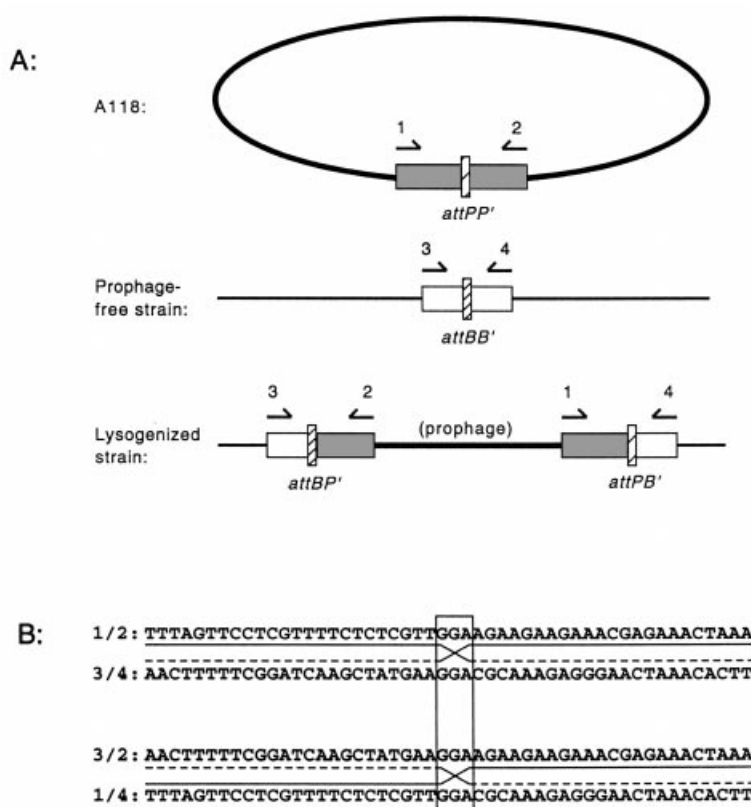 A:
A118:
1 2
attPP'
3 4
Prophage-
free strain:
attBB'
3 2 1 4
(prophage)
Lysogenized
strain:
attBP' attPB'
B:
1/2: TTTAGTTCCTCGTTTTCTCTCGTTGGAAGAAGAAGAAACGAGAAACTAAA
3/4: AACTTTTTCGGATCAAGCTATGAAGGACGCAAAGAGGGAACTAAACACTT
3/2: AACTTTTTCGGATCAAGCTATGAAGGAAGAAGAAGAAACGAGAAACTAAA
1/4: TTTAGTTCCTCGTTTTCTCTCGTTGGACGCAAAGAGGGAACTAAACACTT